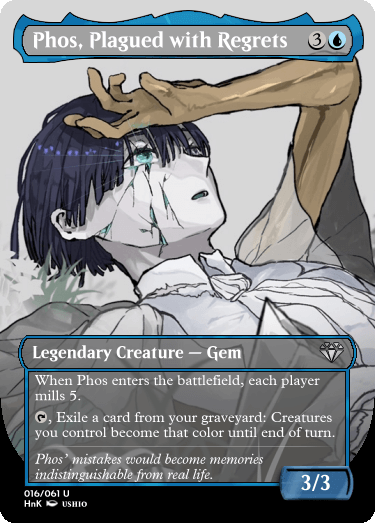 Phos, Plagued with Regrets 3
Legendary Creature — Gem
When Phos enters the battlefield, each player
mills 5.
, Exile a card from your graveyard: Creatures
you control become that color until end of turn.
Phos’ mistakes would become memories
indistinguishable from real life.
3/3
016/061 U
HnK USHIO